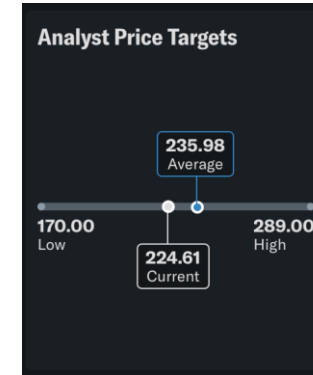 Analyst Price Targets
235.98
Average
170.00
Low
289.00
High
224.61
Current